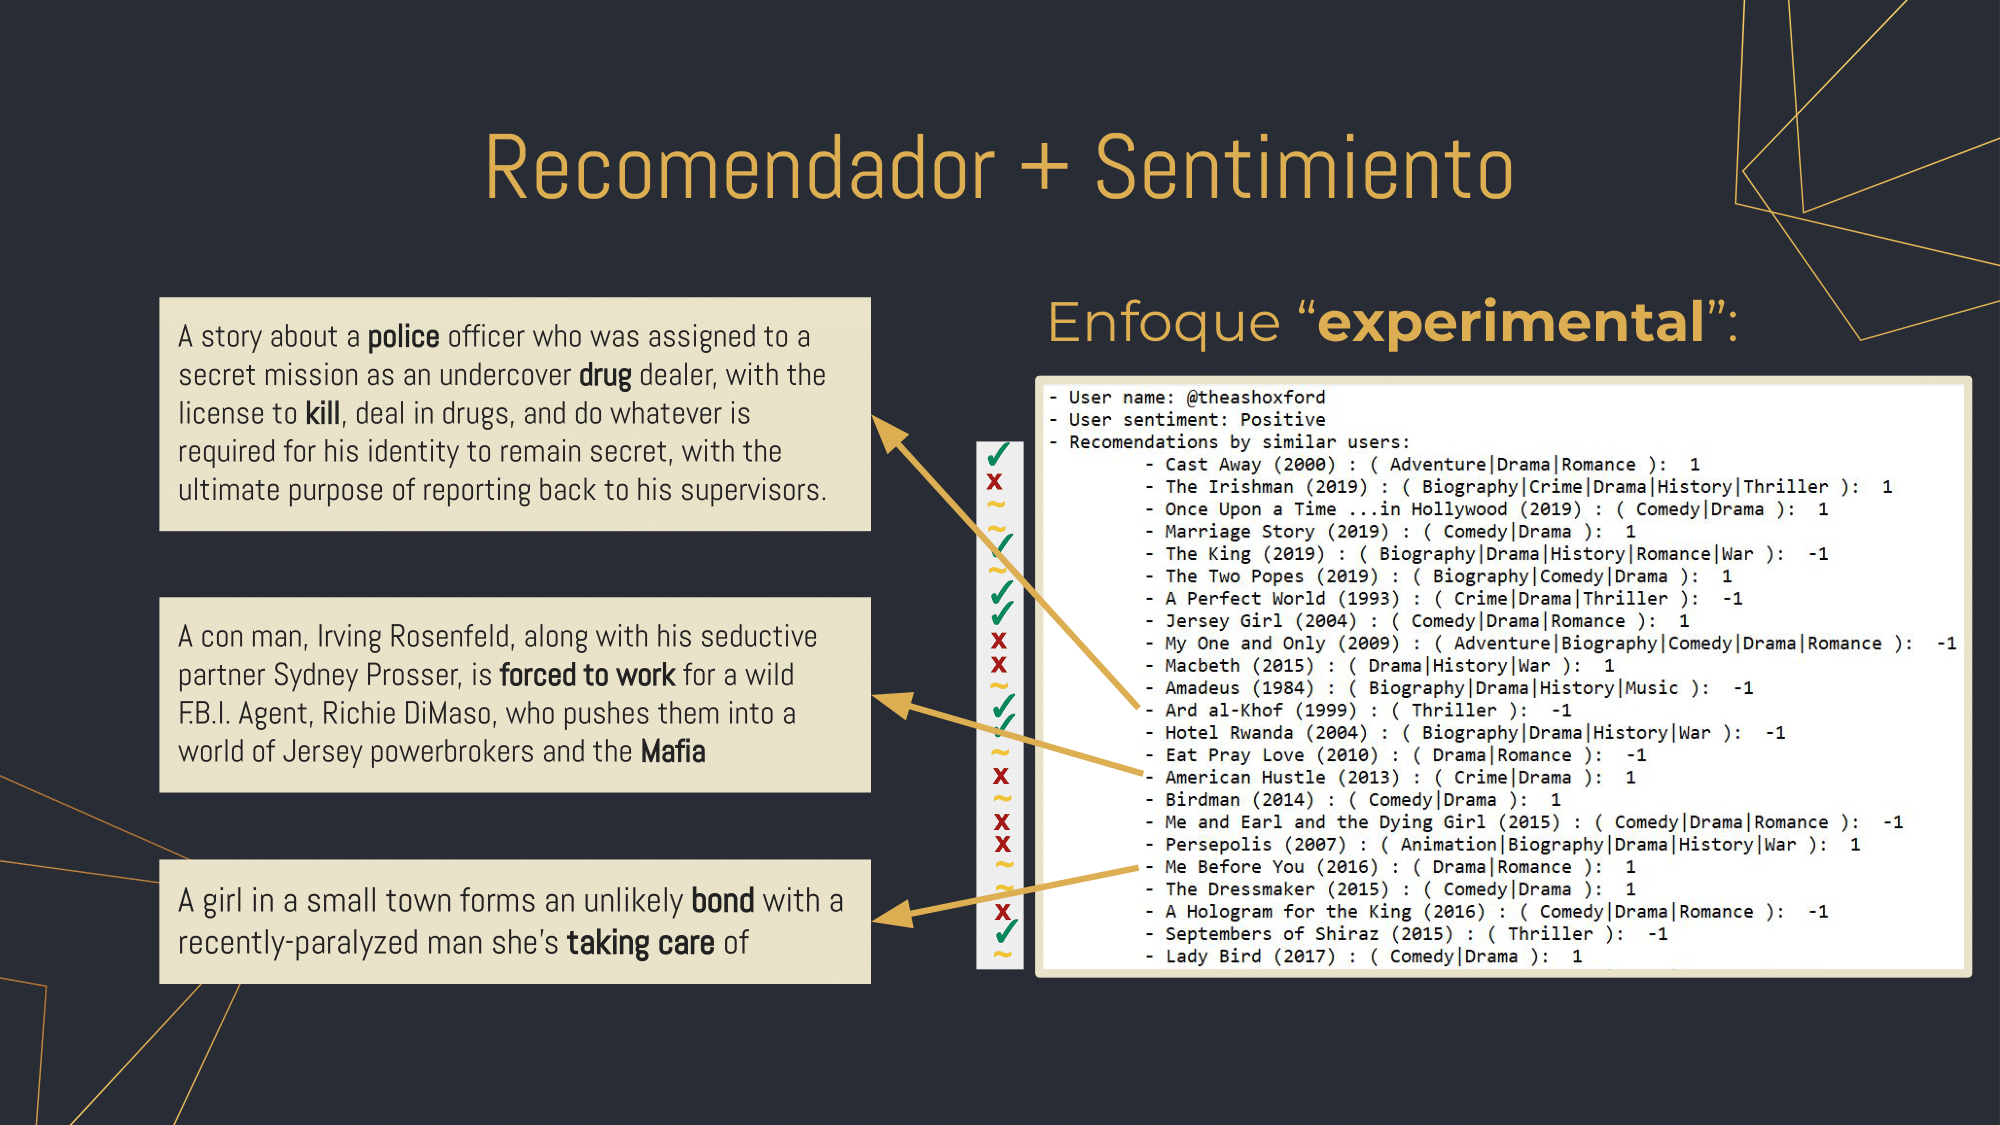 Recomendador + Sentimiento
A story about a police officer who was assigned to a
secret mission as an undercover drug dealer, with the
license to kill, deal in drugs, and do whatever is
required for his identity to remain secret, with the
ultimate purpose of reporting back to his supervisors.
A con man, Irving Rosenfeld, along with his seductive
partner Sydney Prosser, is forced to work for a wild
F.B.I. Agent, Richie DiMaso, who pushes them into a
world of Jersey powerbrokers and the Mafia
A girl in a small town forms an unlikely bond with a
recently-paralyzed man she's taking care of
Enfoque “experimental”:
- User name: @theashoxford
- User sentiment: Positive
- Recomendations by similar users:
- Cast Away (2000) : ( Adventure|Drama|Romance ): 1
- The Irishman (2019) : ( Biography|Crime|Drama|History|Thriller ): 1
- Once Upon a Time ...in Hollywood (2019) : ( Comedy|Drama ): 1
- Marriage Story (2019) : ( Comedy|Drama ): 1
- The King (2019) : ( Biography|Drama|History|Romance|War ): -1
- The Two Popes (2019) : ( Biography|Comedy|Drama ): 1
- A Perfect World (1993) : ( Crime|Drama|Thriller ): -1
- Jersey Girl (2004) : ( Comedy|Drama|Romance ): 1
- My One and Only (2009) : ( Adventure|Biography|Comedy|Drama|Romance ): -1
- Macbeth (2015) : ( Drama|History|War ): 1
- Amadeus (1984) : ( Biography|Drama|History|Music ): -1
- Ard al-Khof (1999) : ( Thriller ): -1
- Hotel Rwanda (2004) : ( Biography|Drama|History|War ): -1
- Eat Pray Love (2010) : ( Drama|Romance ): -1
- American Hustle (2013) : ( Crime|Drama ): 1
- Birdman (2014) : ( Comedy|Drama ): 1
- Me and Earl and the Dying Girl (2015) : ( Comedy|Drama|Romance ): -1
- Persepolis (2007) : ( Animation|Biography|Drama|History|War ): 1
- Me Before You (2016) : ( Drama|Romance ): 1
- The Dressmaker (2015) : ( Comedy|Drama ): 1
- A Hologram for the King (2016) : ( Comedy|Drama|Romance ): -1
- Septembers of Shiraz (2015) : ( Thriller ): -1
- Lady Bird (2017) : ( Comedy|Drama ): 1